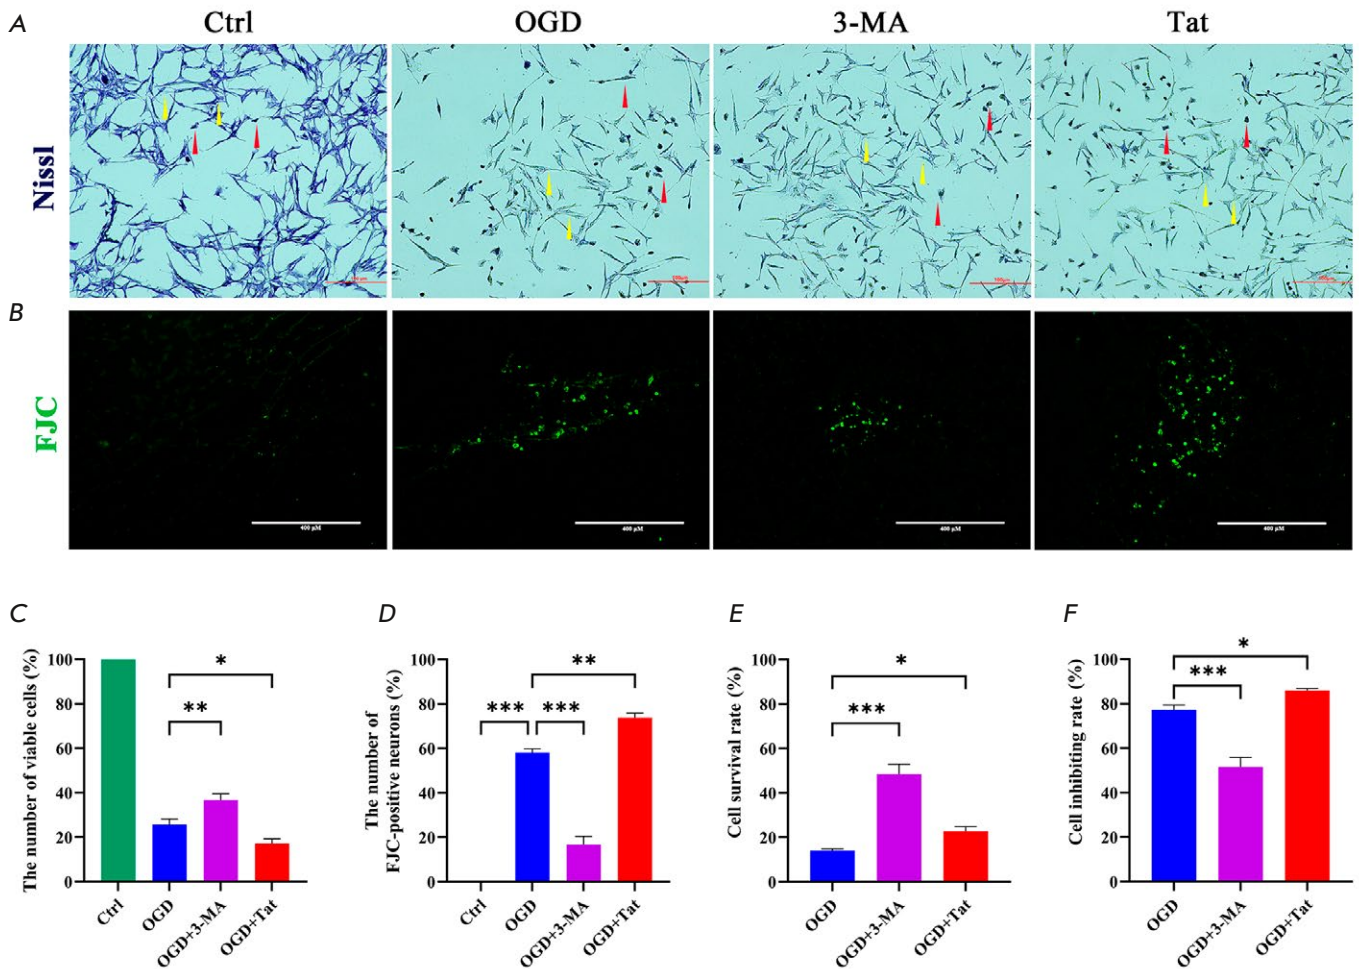 A
Ctrl
OGD
3-MA
Tat
Nissl
B
FJC
400 μM
400 μM
400 μM
400 μM
C
The number of viable cells (%)
100
80
60
40
20
0
*
**
Ctrl
OGD
OGD+3-MA
OGD+Tat
D
The number of
FJC-positive neurons (%)
100
80
60
40
20
0
**
***
***
Ctrl
OGD
OGD+3-MA
OGD+Tat
E
Cell survival rate (%)
100
80
60
40
20
0
*
***
OGD
OGD+3-MA
OGD+Tat
F
Cell inhibiting rate (%)
100
80
60
40
20
0
*
***
OGD
OGD+3-MA
OGD+Tat